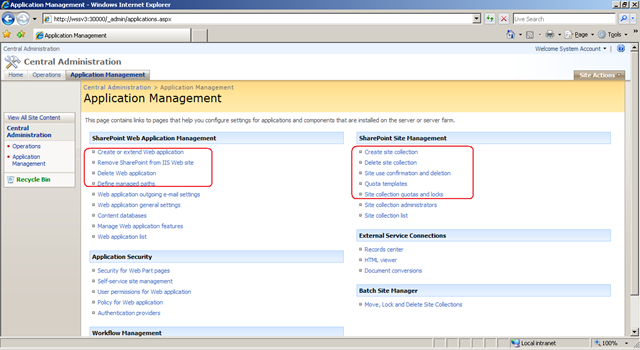 Application Management - Windows Internet Explorer
http://wssv3:30000/_admin/applications.aspx
Live Search
Application Management
Page
Tools
Central Administration
Welcome System Account
Central Administration
Home
Operations
Application Management
Site Actions
Central Administration > Application Management
Application Management
This page contains links to pages that help you configure settings for applications and components that are installed on the server or server farm.
View All Site Content
Central Administration
Operations
Application Management
Recycle Bin
SharePoint Web Application Management
Create or extend Web application
Remove SharePoint from IIS Web site
Delete Web application
Define managed paths
Web application outgoing e-mail settings
Web application general settings
Content databases
Manage Web application features
Web application list
Application Security
Security for Web Part pages
Self-service site management
User permissions for Web application
Policy for Web application
Authentication providers
Workflow Management
SharePoint Site Management
Create site collection
Delete site collection
Site use confirmation and deletion
Quota templates
Site collection quotas and locks
Site collection administrators
Site collection list
External Service Connections
Records center
HTML viewer
Document conversions
Batch Site Manager
Move, Lock and Delete Site Collections
Local intranet
100%